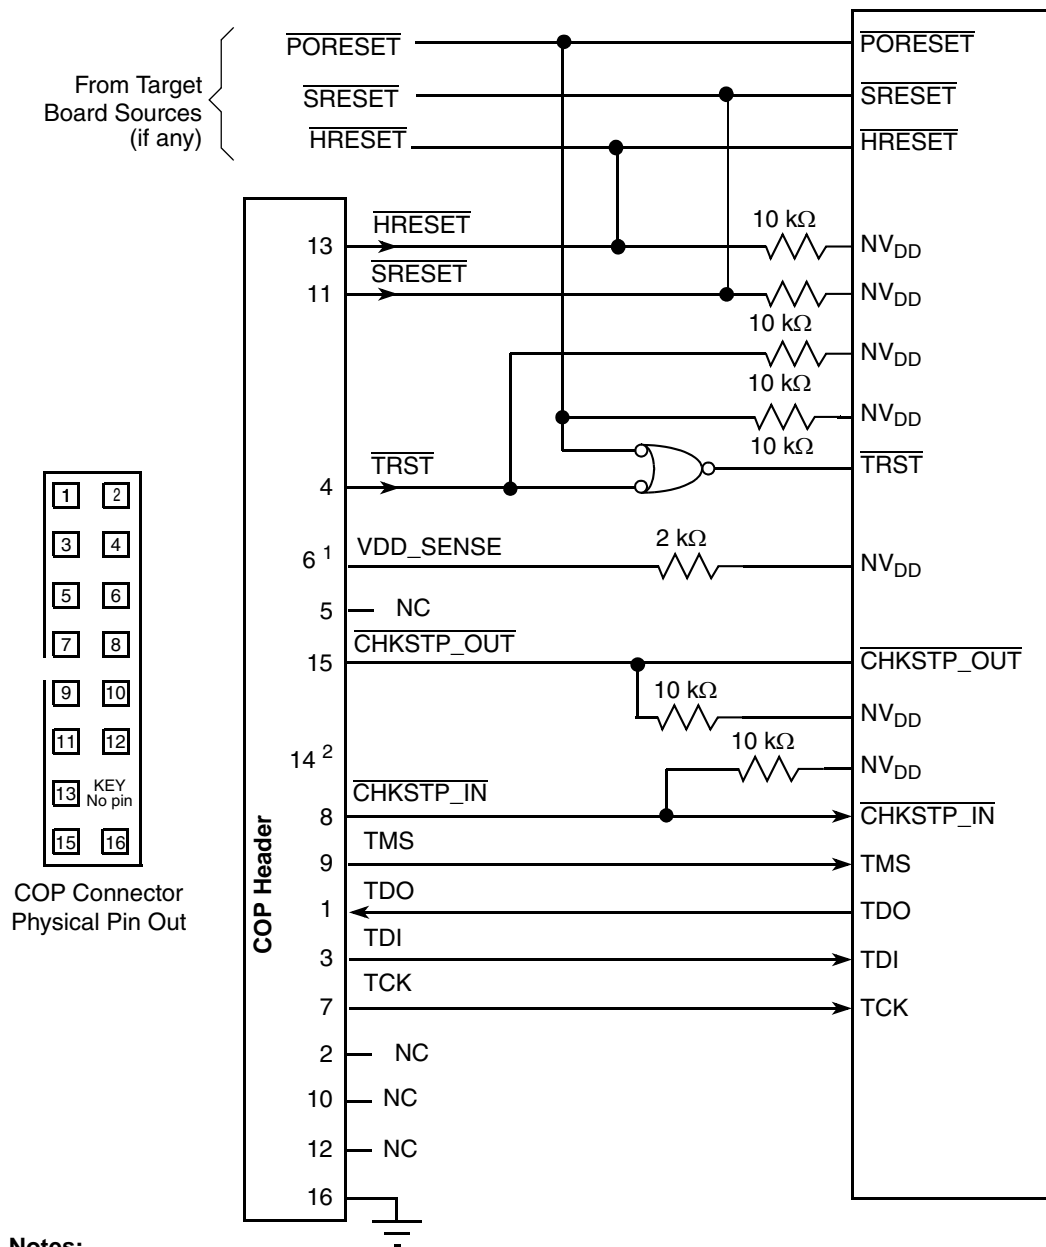 From Target
Board Sources
(if any)
PORESET
SRESET
HRESET
PORESET
SRESET
HRESET
13 HRESET 10 kΩ NVDD
11 SRESET 10 kΩ NVDD
10 kΩ NVDD
10 kΩ NVDD
4 TRST TRST
6 1 VDD_SENSE 2 kΩ NVDD
5 NC
15 CHKSTP_OUT CHKSTP_OUT
10 kΩ NVDD
14 2 10 kΩ NVDD
8 CHKSTP_IN CHKSTP_IN
9 TMS TMS
1 TDO TDO
3 TDI TDI
7 TCK TCK
2 NC
10 NC
12 NC
16
COP Header
1 2
3 4
5 6
7 8
9 10
11 12
13 KEY
No pin
15 16
COP Connector
Physical Pin Out
Notes: